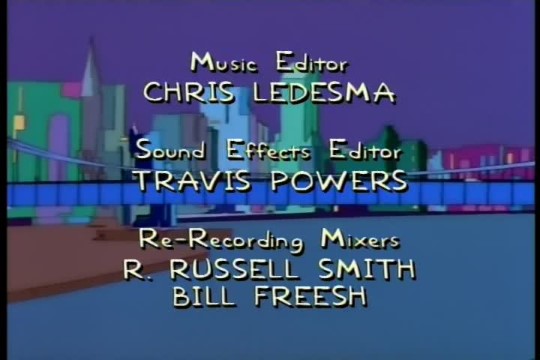 Music Editor
CHRIS LEDESMA
Sound Effects Editor
TRAVIS POWERS
Re-Recording Mixers
R. RUSSELL SMITH
BILL FREESH